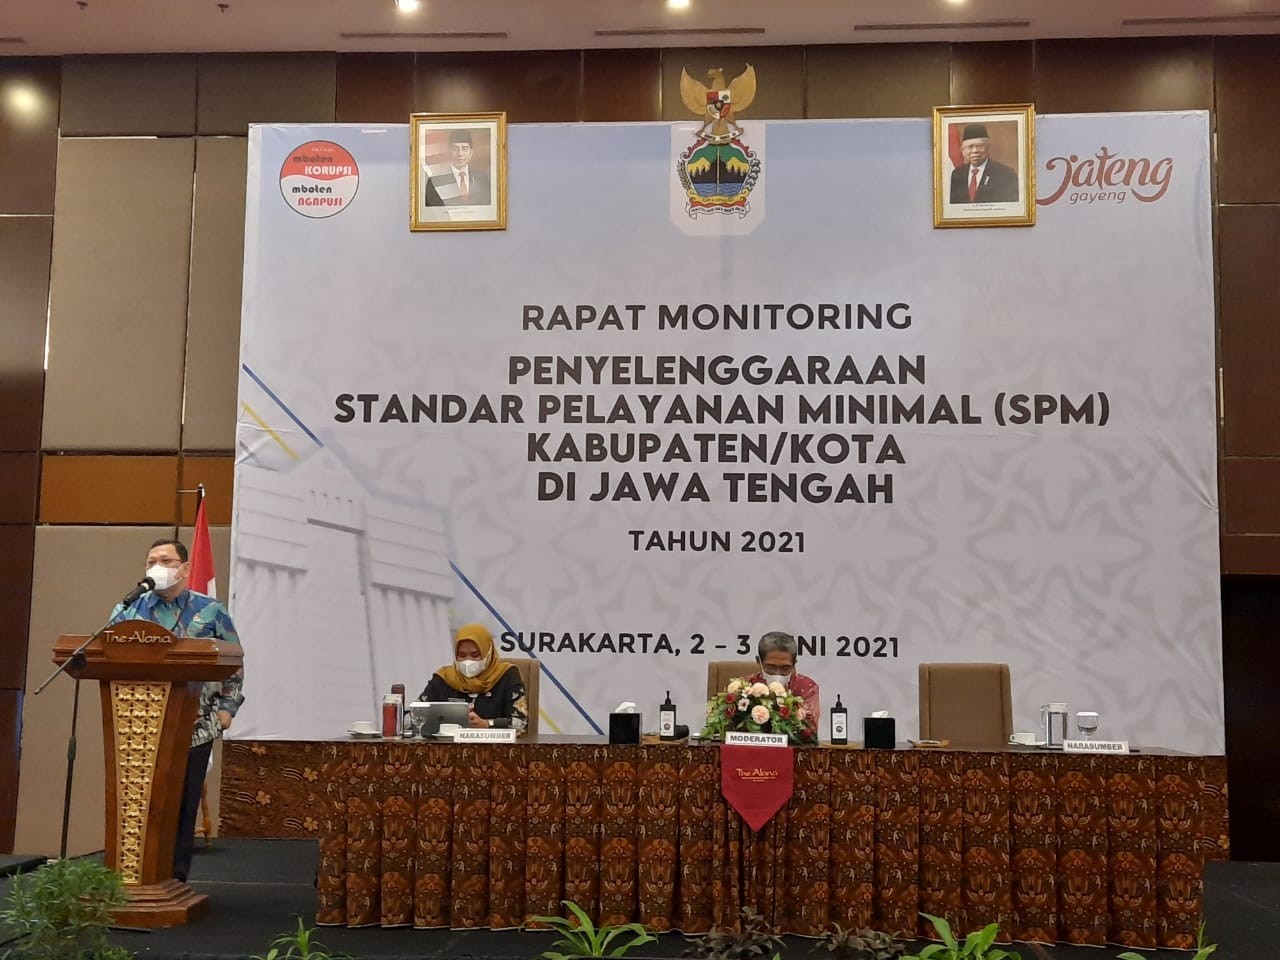 mboten
KORUPSI
mboten
NGAPUSI
jateng
gayeng
RAPAT MONITORING
PENYELENGGARAAN
STANDAR PELAYANAN MINIMAL (SPM)
KABUPATEN/KOTA
DI JAWA TENGAH
TAHUN 2021
SURAKARTA, 2 – 3 NI 2021
The Alana
NARASUMBER
MODERATOR
NARASUMBER
The Alana